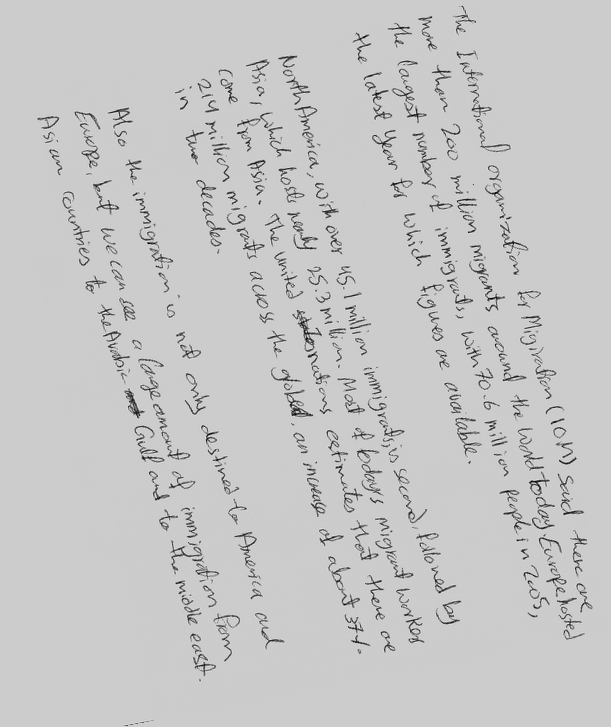 The International organization for Migration (IOM) said there are
more than 200 million migrants around the world today Europe hosted
the largest number of immigrants, with 70.6 million people in 2005,
the latest year for which figures are available.
North America, with over 45.1 million immigrants, is second, followed by
Asia, which hosts nearly 25.3 million. Most of todays migrant worker
come from Asia. The united nations estimates that there are
214 million migrants across the globe, an increase of about 37%.
in two decades.
Also the immigration is not only destined to America and
Europe, but we can see a large amount of immigration from
Asian countries to the Arabic Gulf and to the middle east.